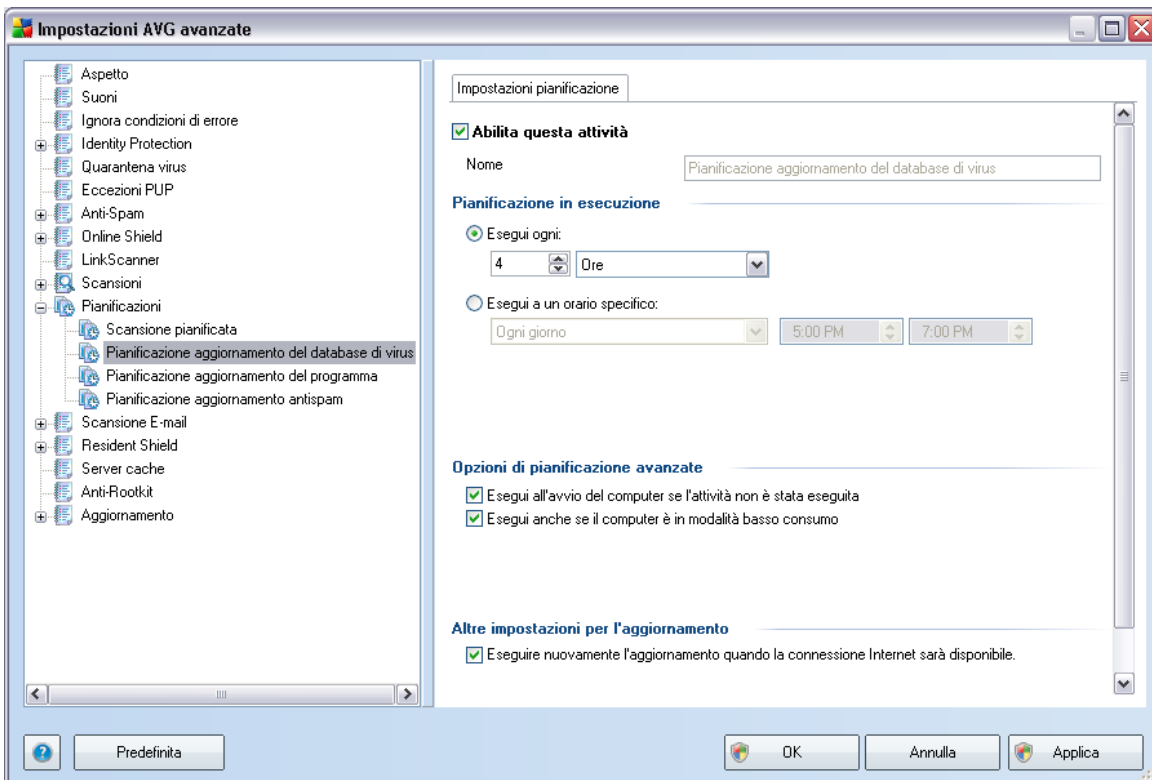 Impostazioni AVG avanzate
Aspetto
Suoni
Ignora condizioni di errore
Identity Protection
Quarantena virus
Eccezioni PUP
Anti-Spam
Online Shield
LinkScanner
Scansioni
Pianificazioni
Scansione pianificata
Pianificazione aggiornamento del database di virus
Pianificazione aggiornamento del programma
Pianificazione aggiornamento antispam
Scansione E-mail
Resident Shield
Server cache
Anti-Rootkit
Aggiornamento
Impostazioni pianificazione
Abilita questa attività
Nome Pianificazione aggiornamento del database di virus
Pianificazione in esecuzione
Esegui ogni:
4 Ore
Esegui a un orario specifico:
Ogni giorno 5:00 PM 7:00 PM
Opzioni di pianificazione avanzate
Esegui all'avvio del computer se l'attività non è stata eseguita
Esegui anche se il computer è in modalità basso consumo
Altre impostazioni per l'aggiornamento
Eseguire nuovamente l'aggiornamento quando la connessione Internet sarà disponibile.
? Predefinita OK Annulla Applica